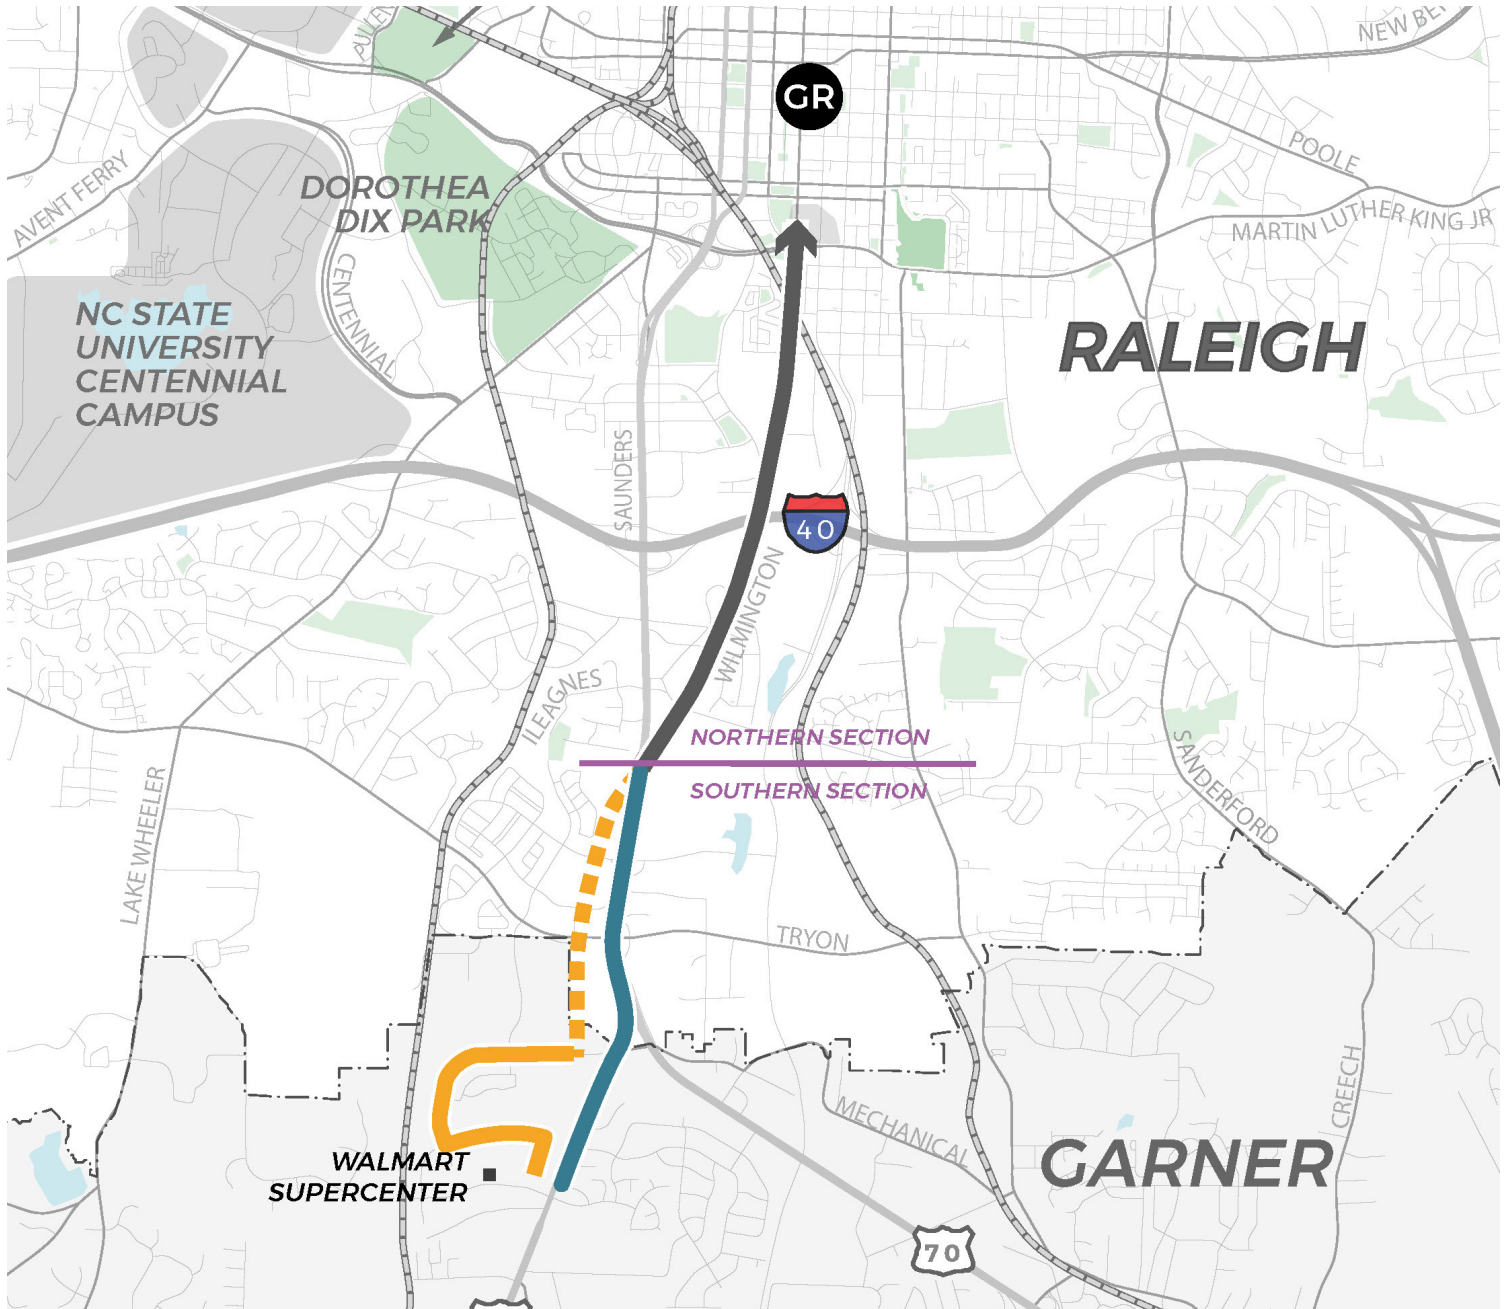 PULLEN
NEW BE
GR
POOLE
AVENT FERRY
DOROTHEA
DIX PARK
MARTIN LUTHER KING JR
CENTENNIAL
NC STATE
UNIVERSITY
CENTENNIAL
CAMPUS
RALEIGH
SAUNDERS
40
WILMINGTON
ILEAGNES
NORTHERN SECTION
SOUTHERN SECTION
SANDERFORD
LAKE WHEELER
TRYON
CREECH
MECHANICAL
WALMART
SUPERCENTER
GARNER
70